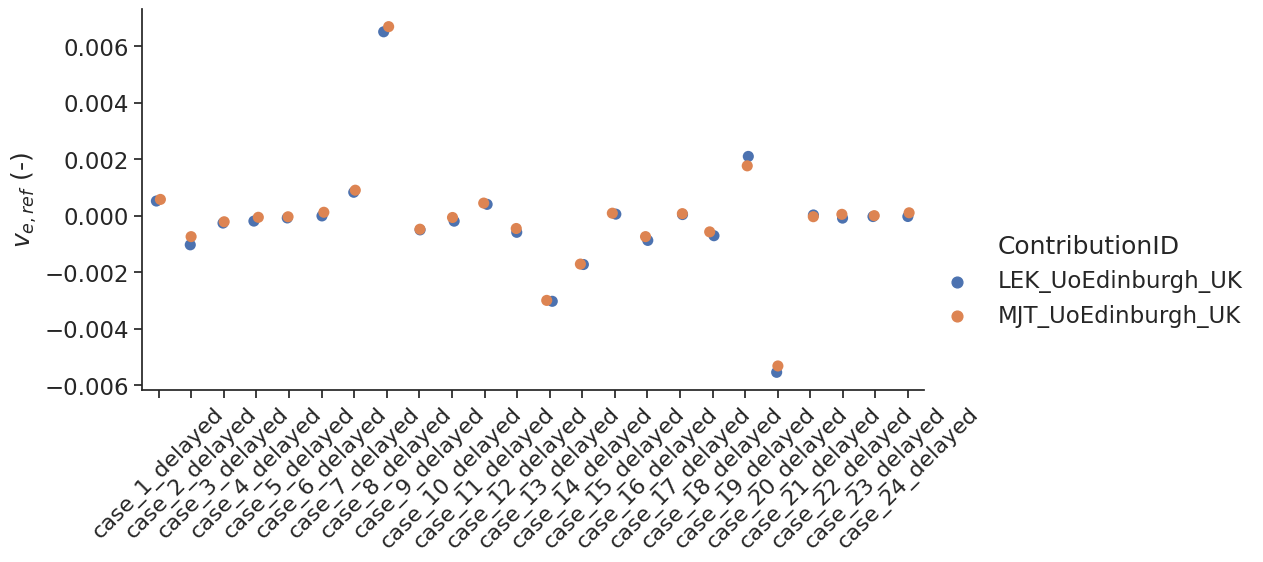 0.006
0.004
0.002
0.000
−0.002
−0.004
−0.006
v_{e, ref} (-)
case_1_delayed
case_2_delayed
case_3_delayed
case_4_delayed
case_5_delayed
case_6_delayed
case_7_delayed
case_8_delayed
case_9_delayed
case_10_delayed
case_11_delayed
case_12_delayed
case_13_delayed
case_14_delayed
case_15_delayed
case_16_delayed
case_17_delayed
case_18_delayed
case_19_delayed
case_20_delayed
case_21_delayed
case_22_delayed
case_23_delayed
case_24_delayed
ContributionID
LEK_UoEdinburgh_UK
MJT_UoEdinburgh_UK